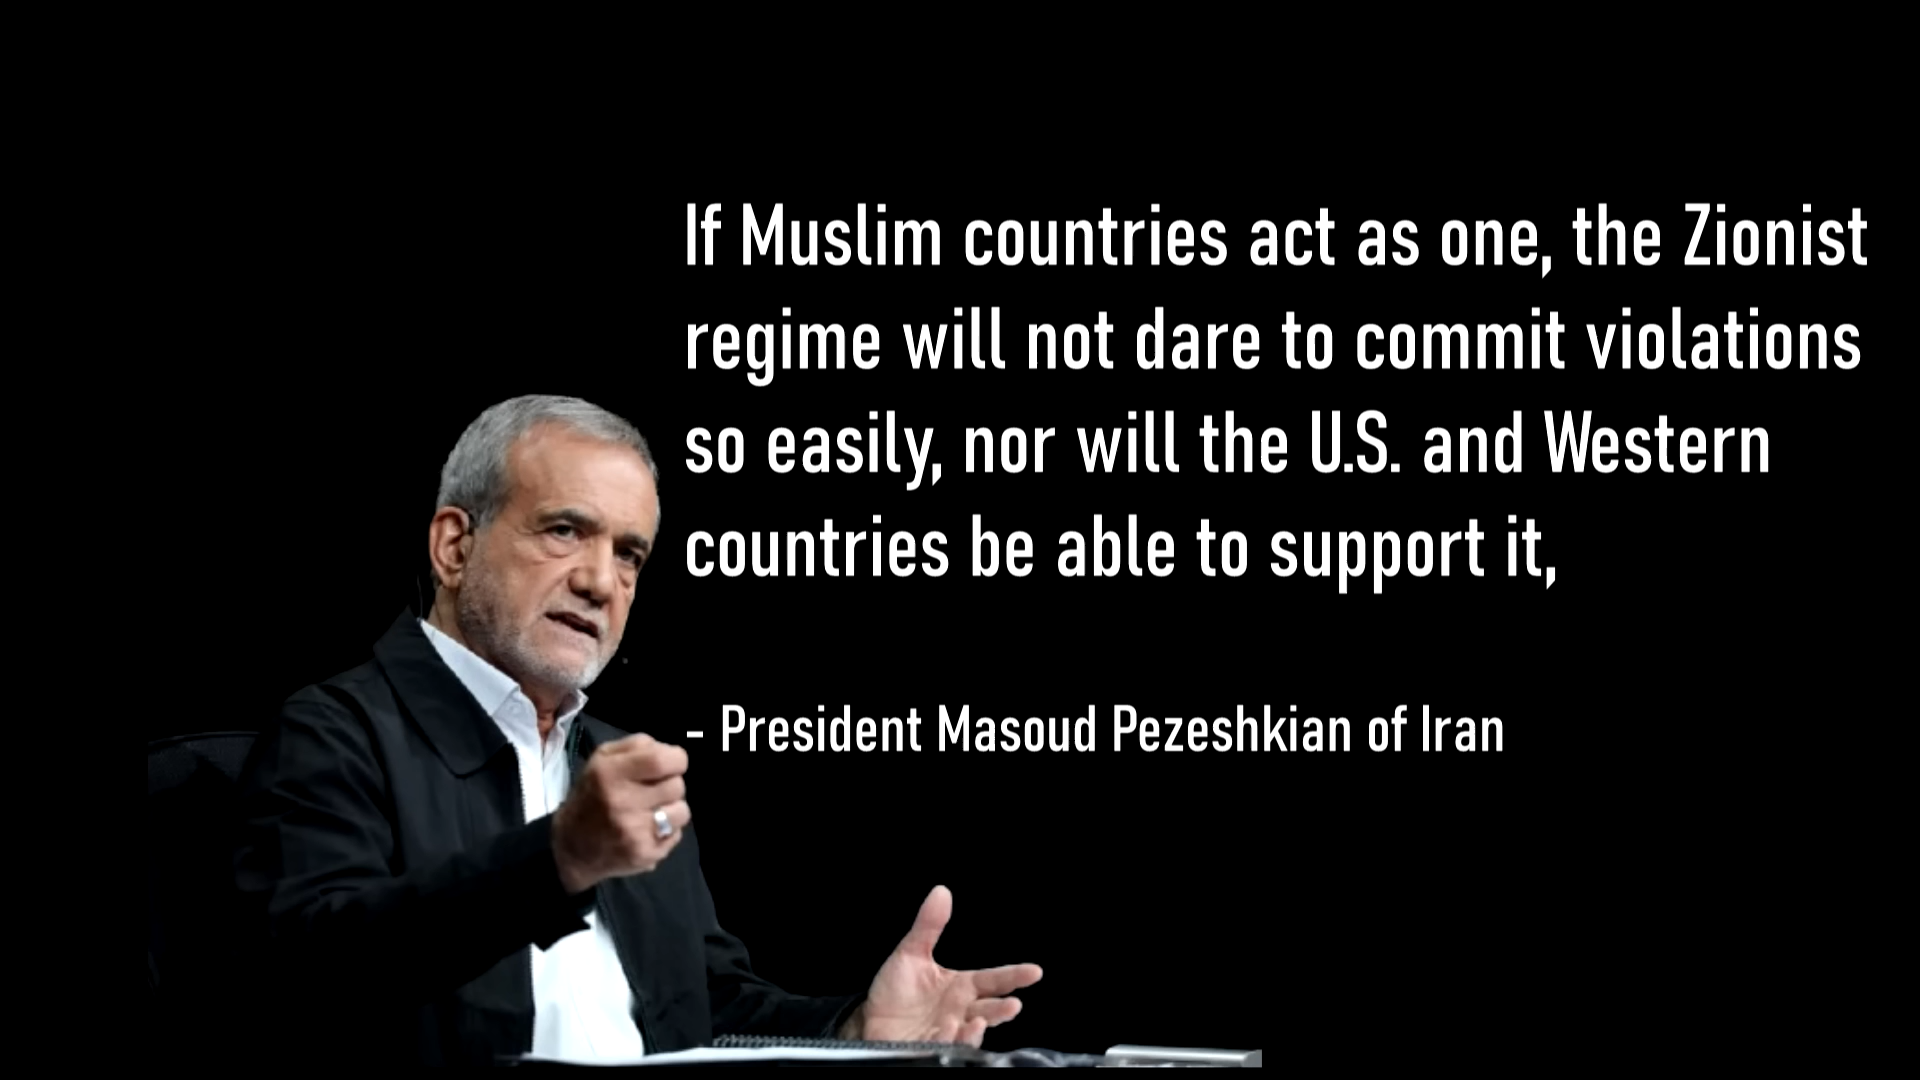 If Muslim countries act as one, the Zionist
regime will not dare to commit violations
so easily, nor will the U.S. and Western
countries be able to support it,
- President Masoud Pezeshkian of Iran